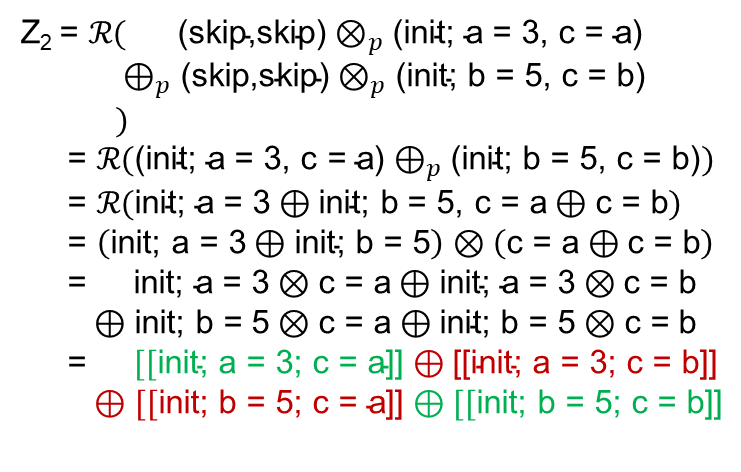 Z₂ = ℛ( (skip,skip) ⊗ₚ (init; a = 3, c = a)
⊕ₚ (skip,skip) ⊗ₚ (init; b = 5, c = b)
)
= ℛ((init; a = 3, c = a) ⊕ₚ (init; b = 5, c = b))
= ℛ(init; a = 3 ⊕ init; b = 5, c = a ⊕ c = b)
= (init; a = 3 ⊕ init; b = 5) ⊗ (c = a ⊕ c = b)
= init; a = 3 ⊗ c = a ⊕ init; a = 3 ⊗ c = b
⊕ init; b = 5 ⊗ c = a ⊕ init; b = 5 ⊗ c = b
= [[init; a = 3; c = a]] ⊕ [[init; a = 3; c = b]]
⊕ [[init; b = 5; c = a]] ⊕ [[init; b = 5; c = b]]